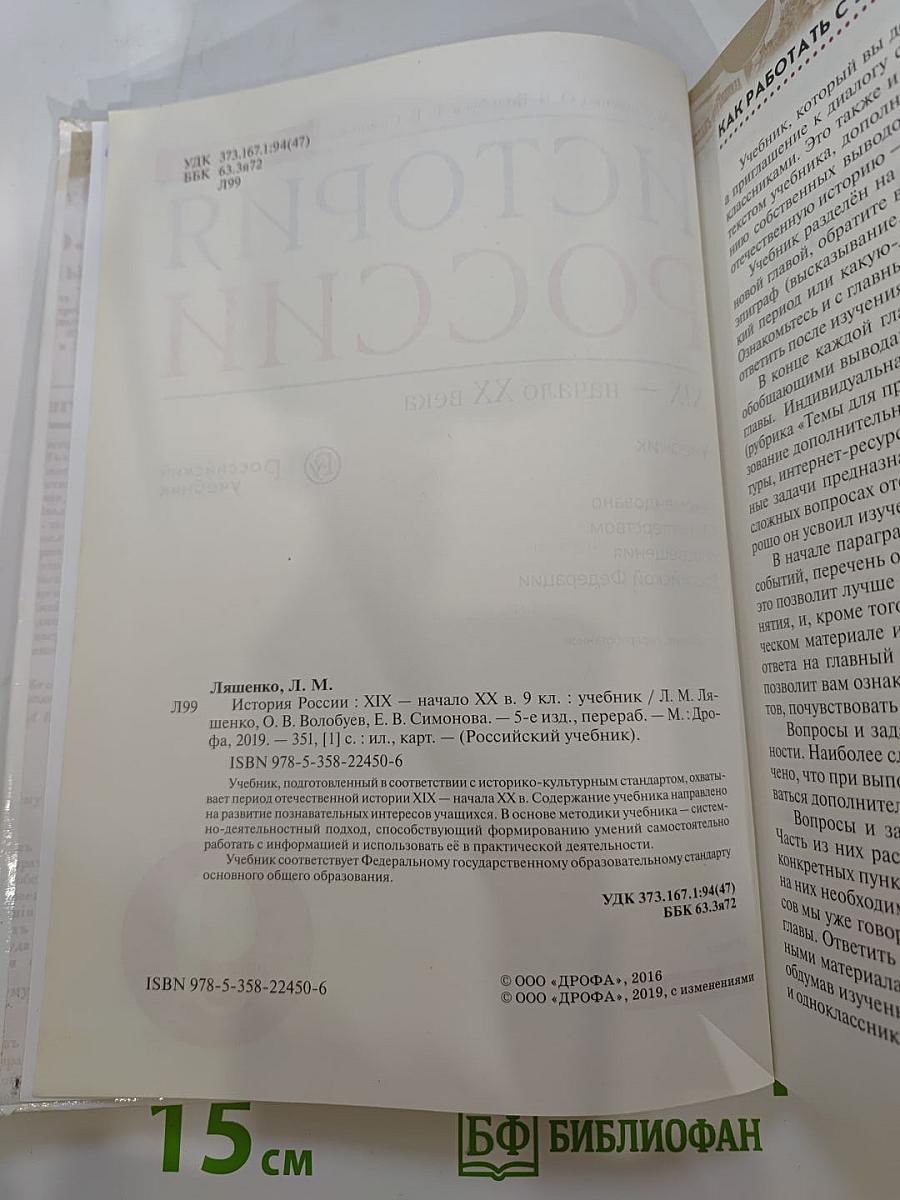 УДК 373.167.1:94(47)
ББК 63.3я72
Л99
ИСТОРИЯ
РОССИИ
XIX — начало XX века
Российский
учебник
Российской Федерации
Ляшенко, Л. М.
Л99 История России : XIX — начало XX в. 9 кл. : учебник / Л. М. Ля-
шенко, О. В. Волобуев, Е. В. Симонова. — 5-е изд., перераб. — М. : Дро-
фа, 2019. — 351, [1] с. : ил., карт. — (Российский учебник).
ISBN 978-5-358-22450-6
Учебник, подготовленный в соответствии с историко-культурным стандартом, охваты-
вает период отечественной истории XIX — начала XX в. Содержание учебника направлено
на развитие познавательных интересов учащихся. В основе методики учебника — систем-
но-деятельностный подход, способствующий формированию умений самостоятельно
работать с информацией и использовать её в практической деятельности.
Учебник соответствует Федеральному государственному образовательному стандарту
основного общего образования.
УДК 373.167.1:94(47)
ББК 63.3я72
ISBN 978-5-358-22450-6
© ООО «ДРОФА», 2016
© ООО «ДРОФА», 2019, с изменениями
КАК РАБОТАТЬ С
Учебник, который вы
а приглашение к диалогу с
классниками. Это также и
текстом учебника, дополн
нию собственных выводо
отечественную историю —
Учебник разделён на
новой главой, обратите в
эпиграф (высказывание,
кий период или какую-
Ознакомьтесь и с главны
ответить после изучения
В конце каждой гла
обобщающими вывода
главы. Индивидуальна
(рубрика «Темы для пр
зование дополнительн
туры, интернет-ресур
ные задачи предназна
сложных вопросах от
рошо он усвоил изуче
В начале парагра
событий, перечень о
это позволит лучше
нятия, и, кроме того
ческом материале и
ответа на главный
позволит вам ознак
тов, почувствовать
Вопросы и зад
ности. Наиболее сл
чено, что при выпо
ваться дополнител
Вопросы и за
Часть из них рас
конкретных пунк
на них необходим
сов мы уже говор
главы. Ответить
ными материала
обдумав изученн
и одноклассник
15 см
БФ БИБЛИОФАН